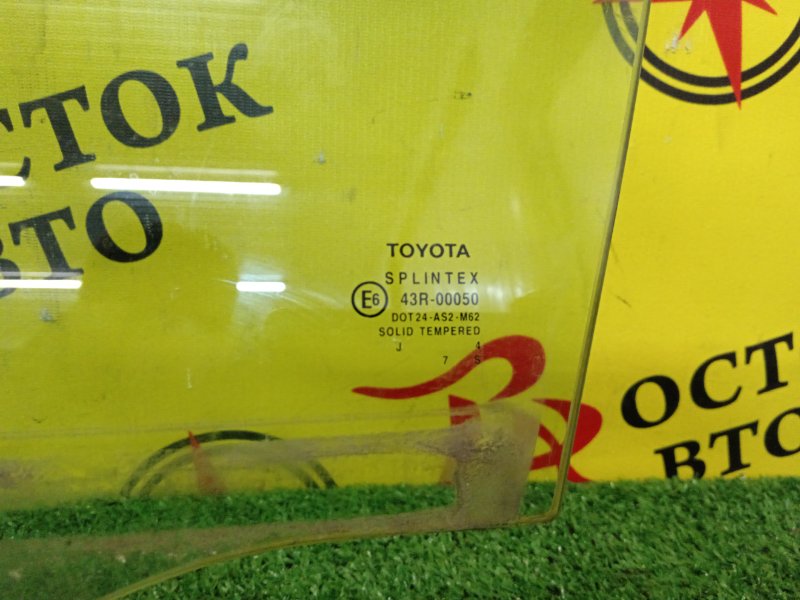 СТОК
ВТО
TOYOTA
SPLINTEX
E6 43R-00050
DOT24-AS2-M62
SOLID TEMPERED
J 4
7 S
ОСТ
ВТО